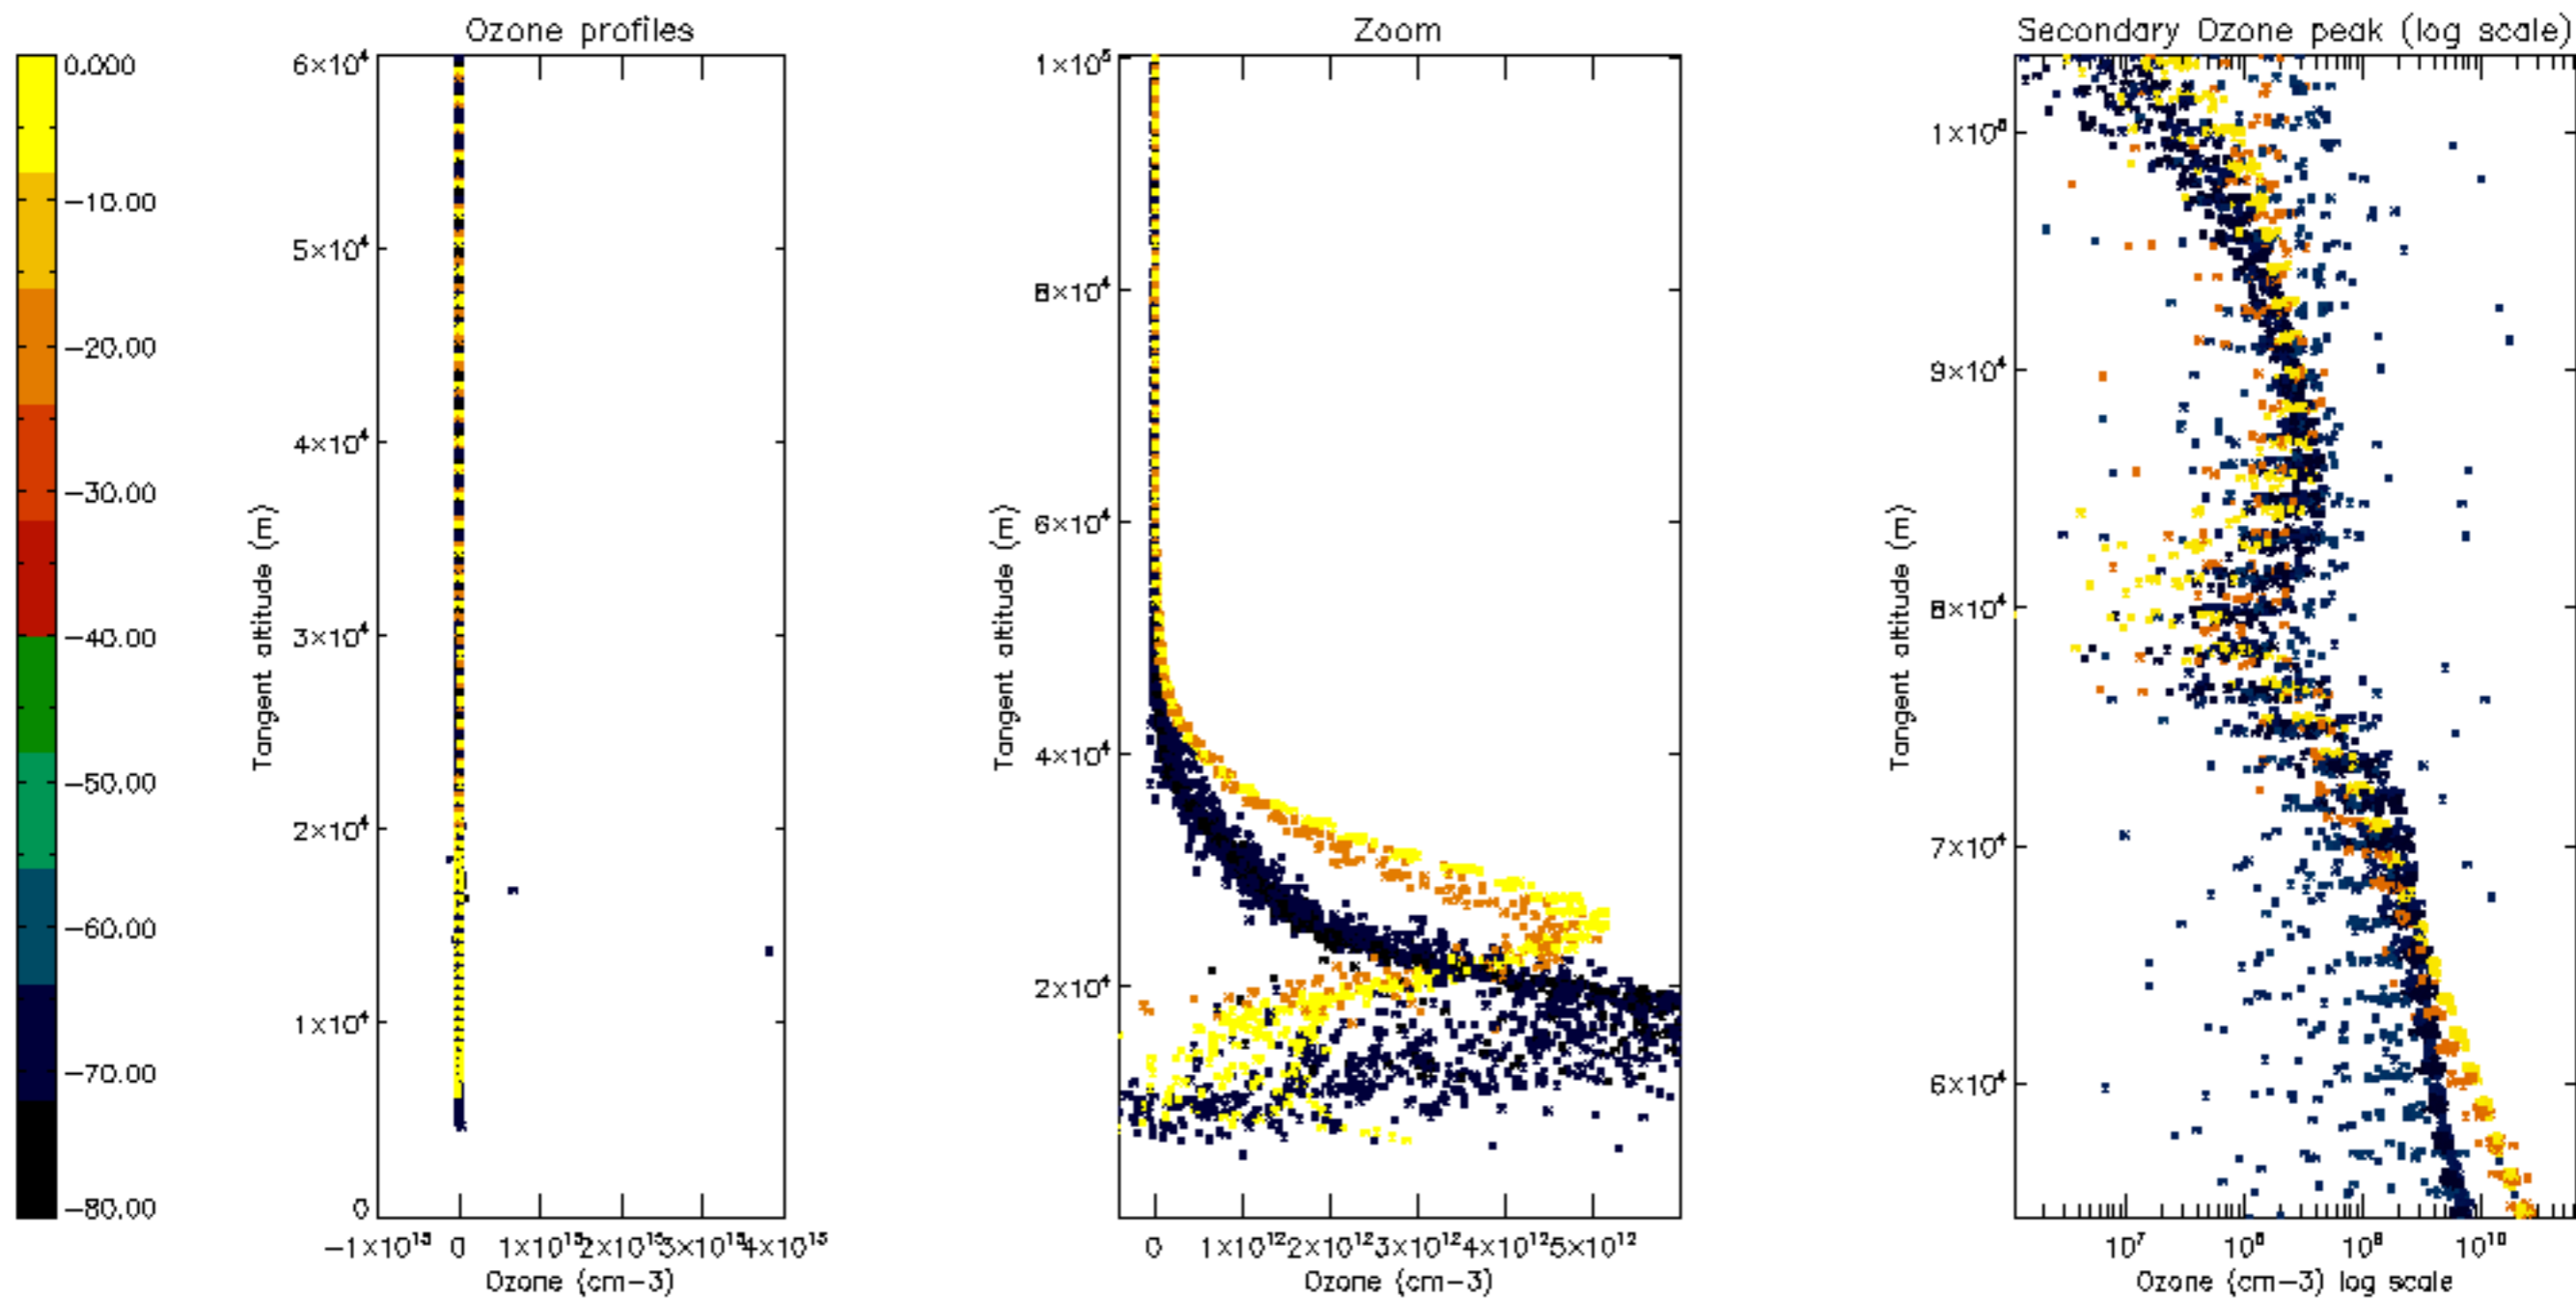 Ozone profiles
Zoom
Secondary Ozone peak (log scale)
0.000
−10.00
−20.00
−30.00
−40.00
−50.00
−60.00
−70.00
−80.00
Tangent altitude (m)
6×10⁴
5×10⁴
4×10⁴
3×10⁴
2×10⁴
1×10⁴
0
−1×10¹⁵ 0 1×10¹⁵ 2×10¹⁵ 3×10¹⁵ 4×10¹⁵
Ozone (cm−3)
Tangent altitude (m)
1×10⁵
8×10⁴
6×10⁴
4×10⁴
2×10⁴
0 1×10¹² 2×10¹² 3×10¹² 4×10¹² 5×10¹²
Ozone (cm−3)
Tangent altitude (m)
1×10⁵
9×10⁴
8×10⁴
7×10⁴
6×10⁴
10⁷ 10⁸ 10⁹ 10¹⁰
Ozone (cm−3) log scale